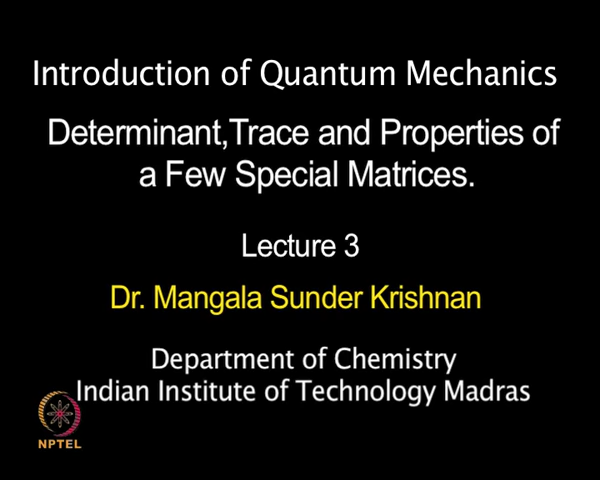 Introduction of Quantum Mechanics
Determinant,Trace and Properties of
a Few Special Matrices.
Lecture 3
Dr. Mangala Sunder Krishnan
Department of Chemistry
Indian Institute of Technology Madras
NPTEL